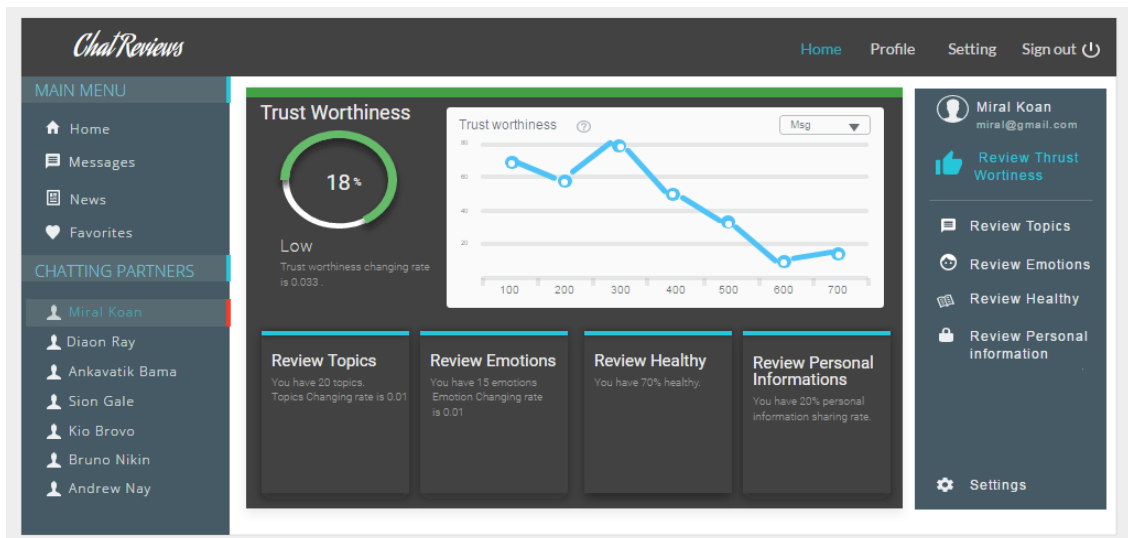 ChatReviews
Home Profile Setting Sign out
MAIN MENU
Home
Messages
News
Favorites
CHATTING PARTNERS
Miral Koan
Diaon Ray
Ankavatik Bama
Sion Gale
Kio Brovo
Bruno Nikin
Andrew Nay
Trust Worthiness
18 %
Low
Trust worthiness changing rate
is 0.033 .
Trust worthiness ?
Msg
80
60
40
20
100 200 300 400 500 600 700
Review Topics
You have 20 topics.
Topics Changing rate is 0.01
Review Emotions
You have 15 emotions
Emotion Changing rate
is 0.01
Review Healthy
You have 70% healthy.
Review Personal
Informations
You have 20% personal
information sharing rate.
Miral Koan
miral@gmail.com
Review Thrust
Wortiness
Review Topics
Review Emotions
Review Healthy
Review Personal
information
Settings